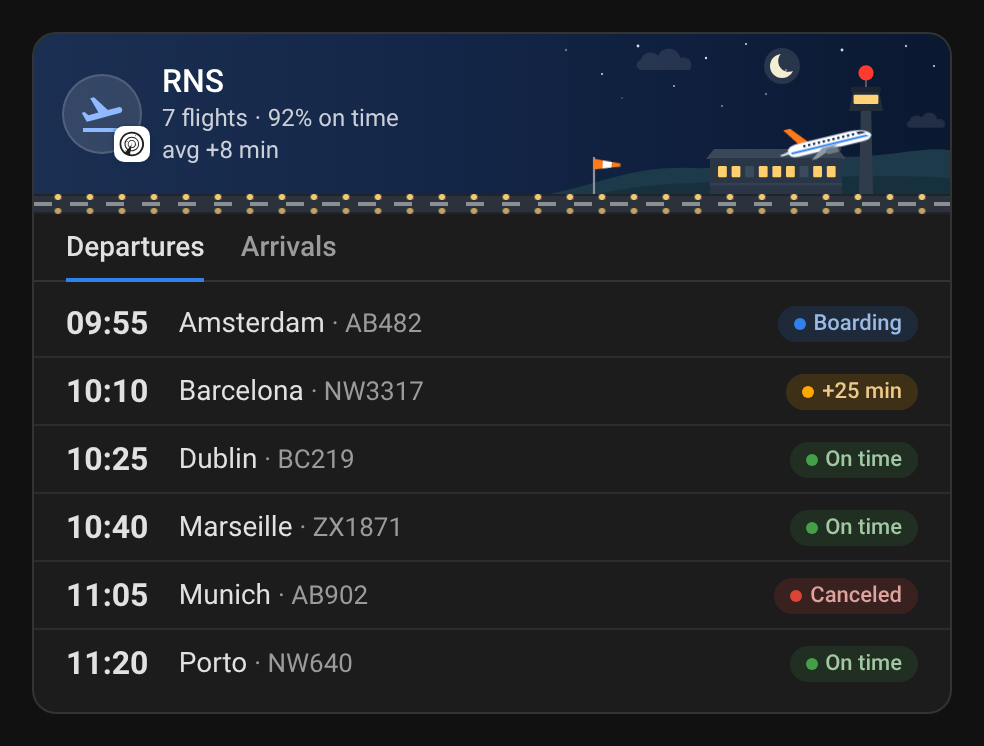 RNS
7 flights · 92% on time
avg +8 min
Departures Arrivals
09:55 Amsterdam · AB482 Boarding
10:10 Barcelona · NW3317 +25 min
10:25 Dublin · BC219 On time
10:40 Marseille · ZX1871 On time
11:05 Munich · AB902 Canceled
11:20 Porto · NW640 On time